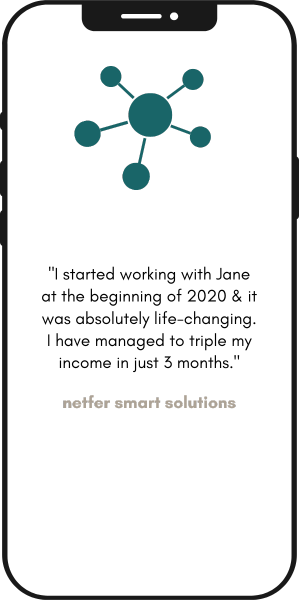 "I started working with Jane
at the beginning of 2020 & it
was absolutely life-changing.
I have managed to triple my
income in just 3 months."
netfer smart solutions